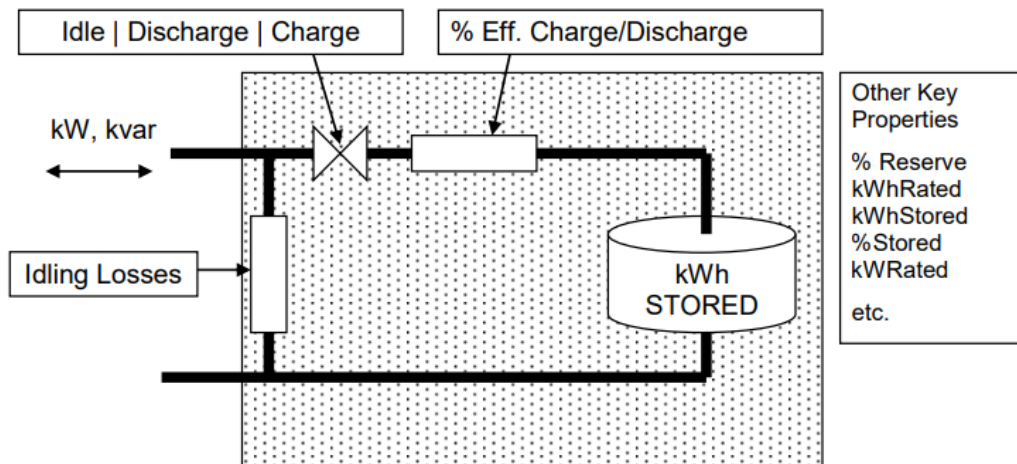 Idle | Discharge | Charge
% Eff. Charge/Discharge
kW, kvar
Idling Losses
kWh
STORED
Other Key
Properties
% Reserve
kWhRated
kWhStored
%Stored
kWRated
etc.